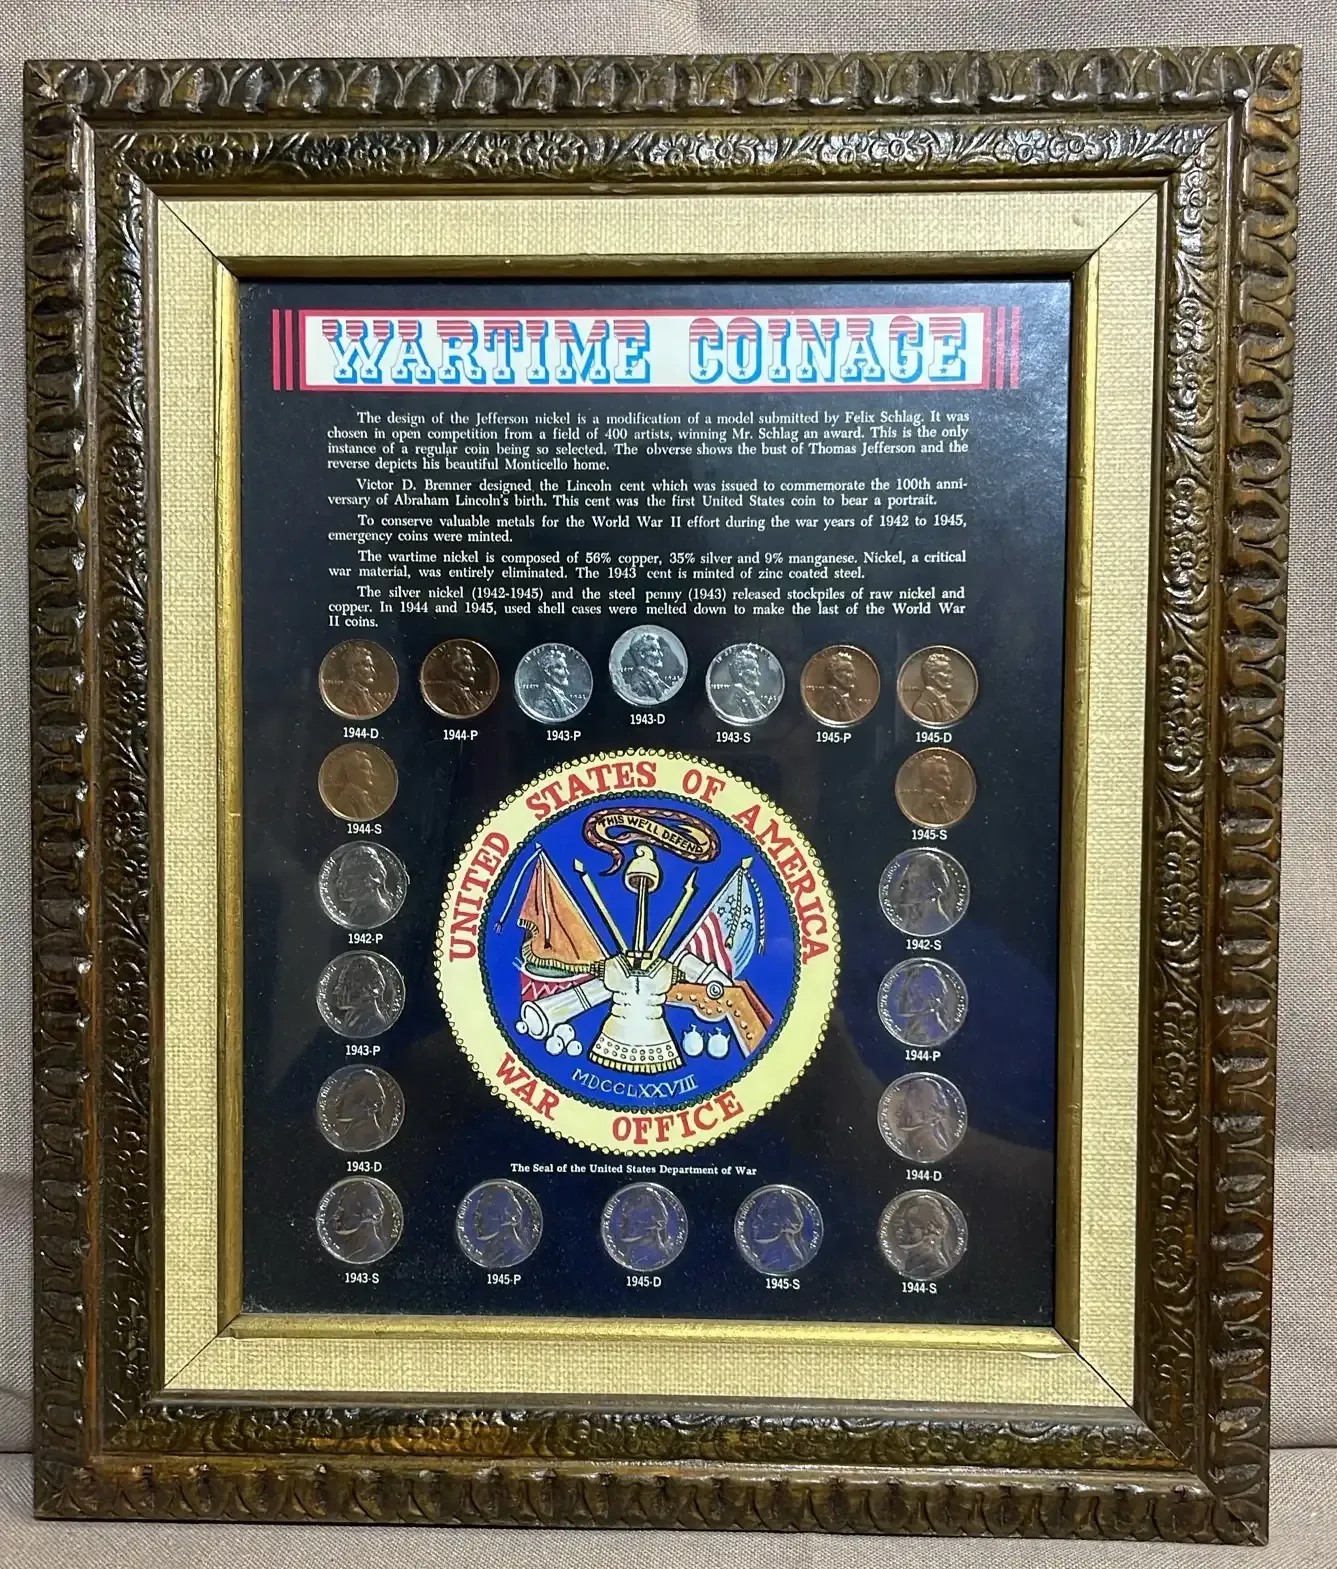 WARTIME COINAGE
The design of the Jefferson nickel is a modification of a model submitted by Felix Schlag. It was
chosen in open competition from a field of 400 artists, winning Mr. Schlag an award. This is the only
instance of a regular coin being so selected. The obverse shows the bust of Thomas Jefferson and the
reverse depicts his beautiful Monticello home.
Victor D. Brenner designed the Lincoln cent which was issued to commemorate the 100th anni-
versary of Abraham Lincoln's birth. This cent was the first United States coin to bear a portrait.
To conserve valuable metals for the World War II effort during the war years of 1942 to 1945,
emergency coins were minted.
The wartime nickel is composed of 56% copper, 35% silver and 9% manganese. Nickel, a critical
war material, was entirely eliminated. The 1943 cent is minted of zinc coated steel.
The silver nickel (1942-1945) and the steel penny (1943) released stockpiles of raw nickel and
copper. In 1944 and 1945, used shell cases were melted down to make the last of the World War
II coins.
1944-D 1944-P 1943-P 1943-D 1943-S 1945-P 1945-D
1944-S 1945-S
1942-P 1942-S
1943-P 1944-P
1943-D 1944-D
UNITED STATES OF AMERICA
THIS WE'LL DEFEND
MDCCLXXVIII
WAR OFFICE
The Seal of the United States Department of War
1943-S 1945-P 1945-D 1945-S 1944-S